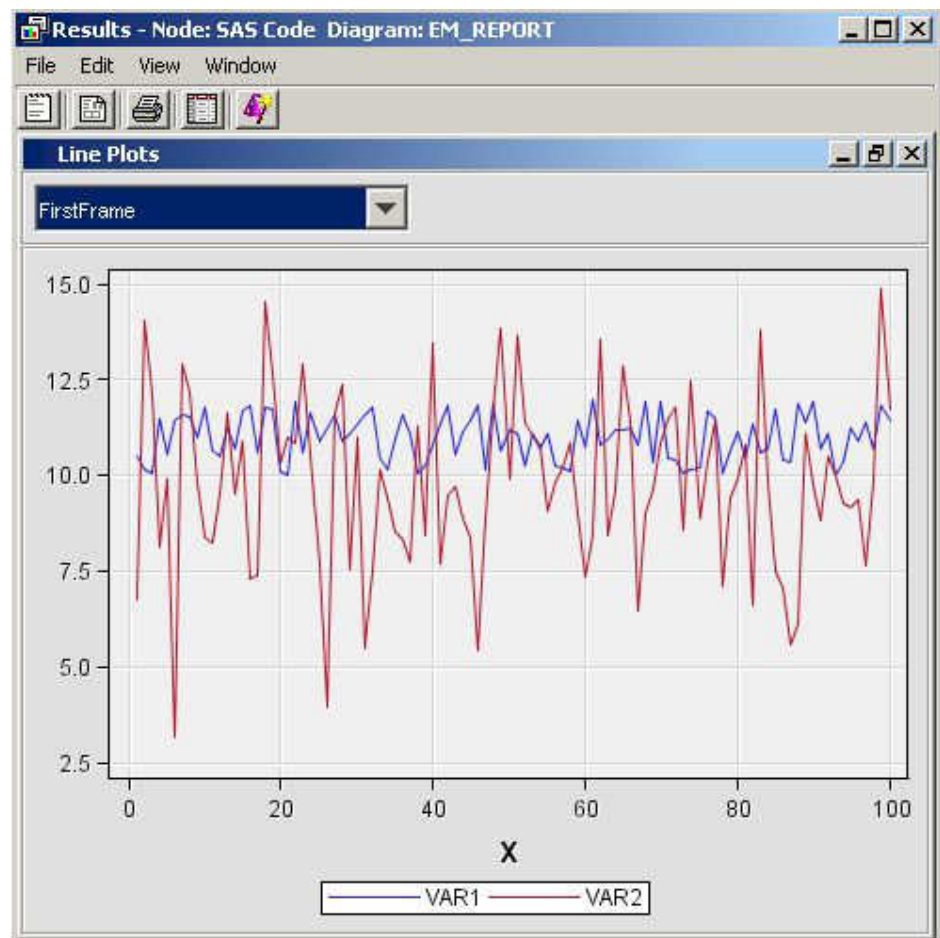 Results - Node: SAS Code Diagram: EM_REPORT
File Edit View Window
Line Plots
FirstFrame
15.0
12.5
10.0
7.5
5.0
2.5
0 20 40 60 80 100
X
VAR1 VAR2